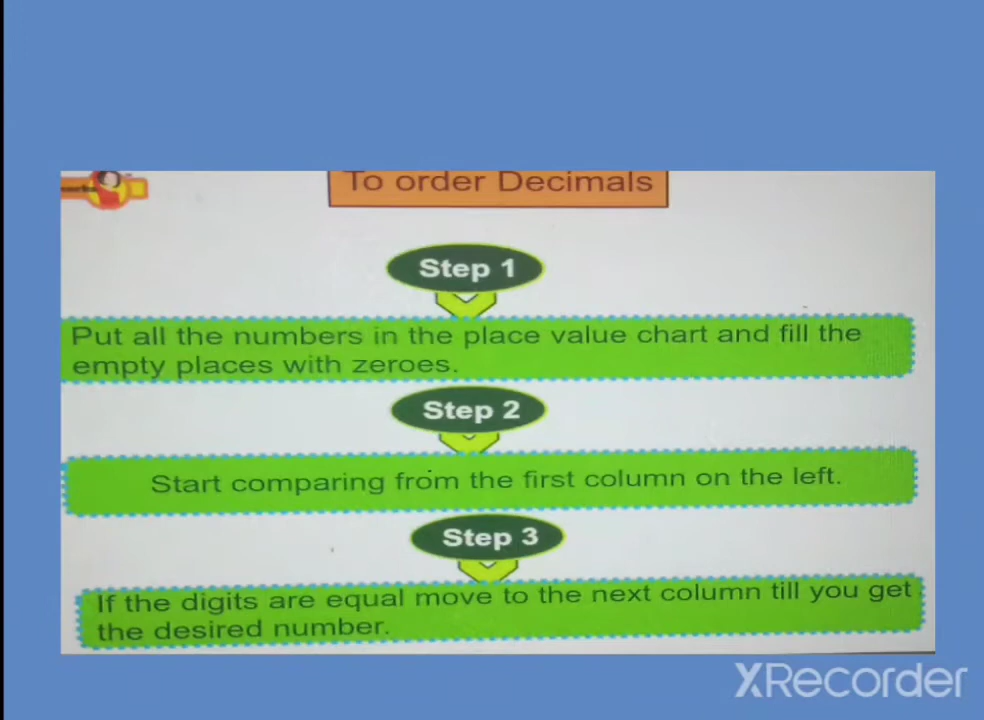 To order Decimals
Step 1
Put all the numbers in the place value chart and fill the
empty places with zeroes.
Step 2
Start comparing from the first column on the left.
Step 3
If the digits are equal move to the next column till you get
the desired number.
XRecorder